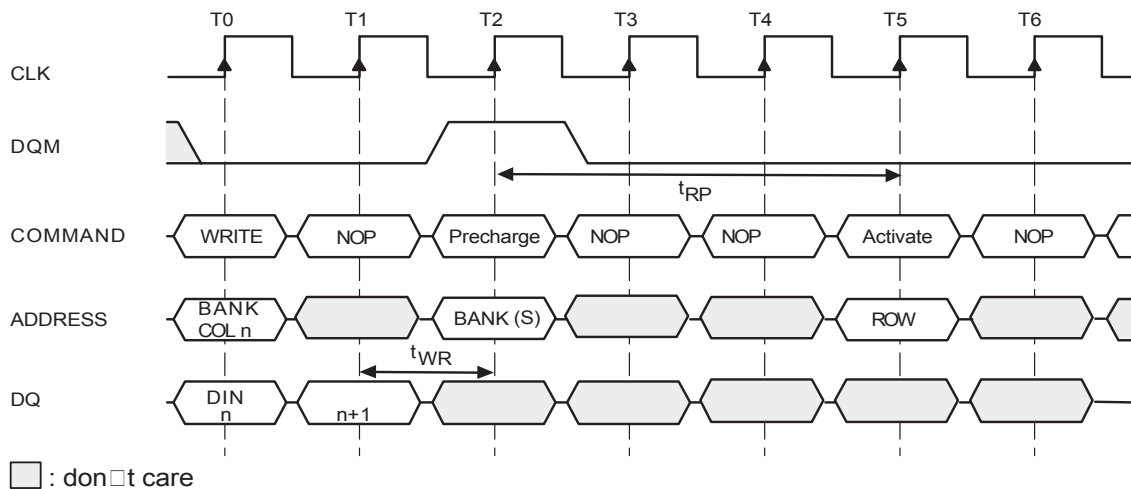 T0 T1 T2 T3 T4 T5 T6
CLK
DQM
tRP
COMMAND WRITE NOP Precharge NOP NOP Activate NOP
ADDRESS BANK COL n BANK (S) ROW
tWR
DQ DIN n n+1
: don□t care